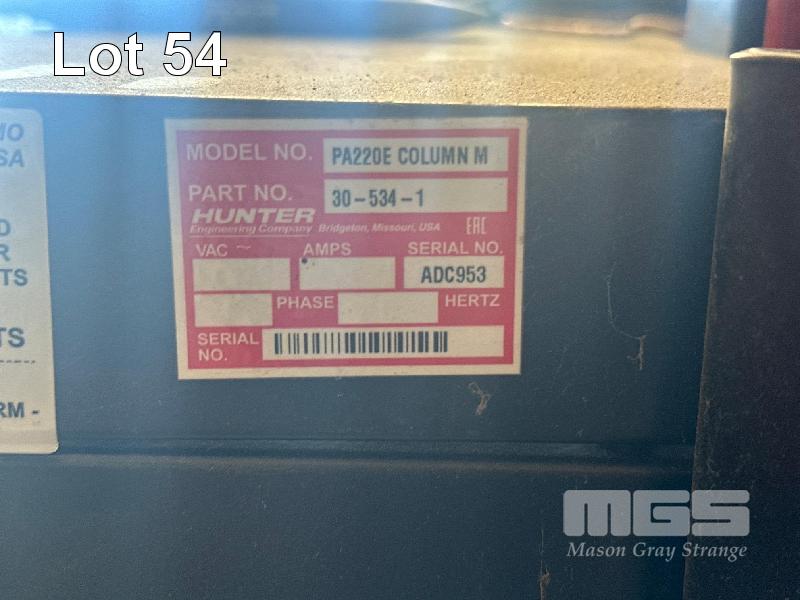 Lot 54
MODEL NO. PA220E COLUMN M
PART NO. 30-534-1
HUNTER
Engineering Company Bridgeton, Missouri, USA EAC
VAC ~ AMPS SERIAL NO.
ADC953
PHASE HERTZ
SERIAL NO.
MO
SA
D
R
TS
TS
RM -
MGS
Mason Gray Strange